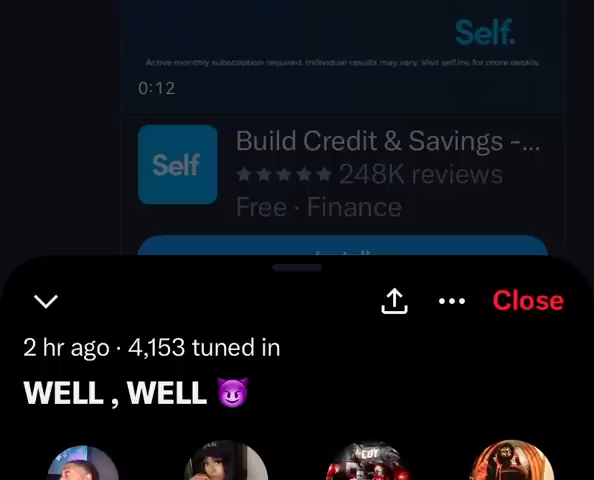 Self.
Active monthly subscription required. Individual results may vary. Visit self.inc for more details.
0:12
Self
Build Credit & Savings -...
248K reviews
Free · Finance
Install
Close
2 hr ago · 4,153 tuned in
WELL , WELL 😈